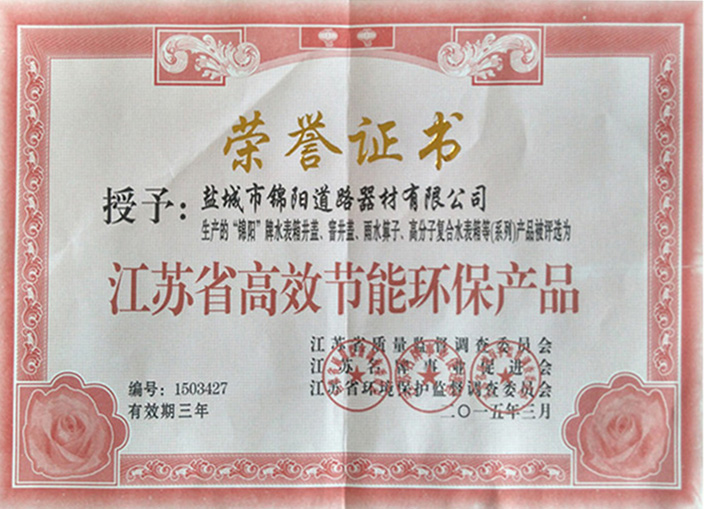 荣誉证书
授予：盐城市锦阳道路器材有限公司
生产的“锦阳”牌水表箱井盖、窨井盖、雨水箅子、高分子复合水表箱等(系列)产品被评选为
江苏省高效节能环保产品
江苏省质量监督调查委员会
江苏名牌事业促进会
编号：1503427
江苏省环境保护监督调查委员会
有效期三年
二〇一五年三月